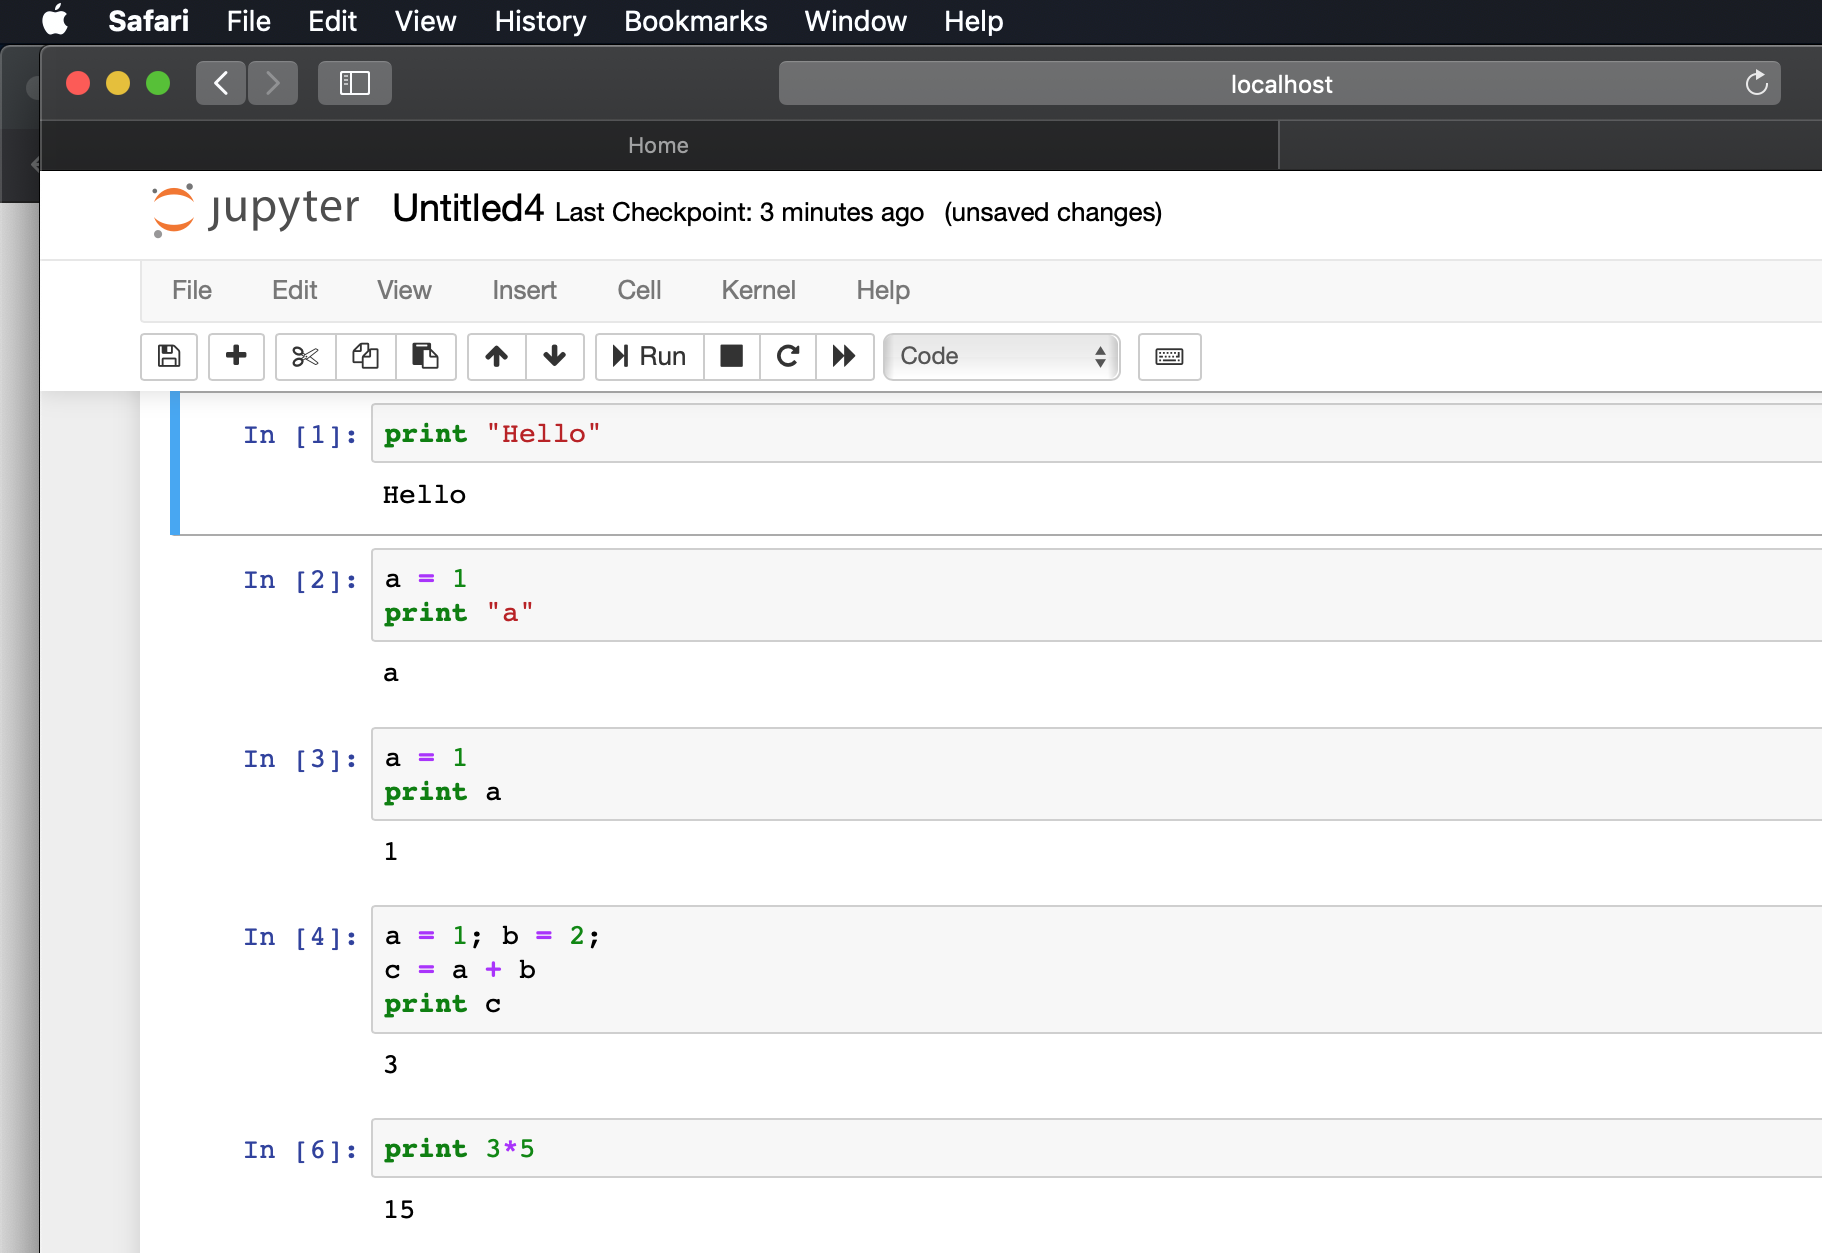 Safari File Edit View History Bookmarks Window Help
localhost
Home
jupyter Untitled4 Last Checkpoint: 3 minutes ago (unsaved changes)
File Edit View Insert Cell Kernel Help
Run Code
In [1]: print "Hello"
Hello
In [2]: a = 1
print "a"
a
In [3]: a = 1
print a
1
In [4]: a = 1; b = 2;
c = a + b
print c
3
In [6]: print 3*5
15